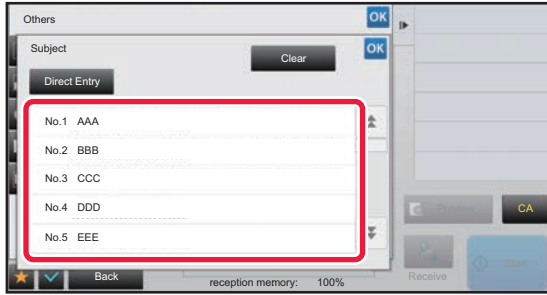 Others
OK
Subject
Clear
OK
Direct Entry
No.1 AAA
No.2 BBB
No.3 CCC
No.4 DDD
No.5 EEE
CA
Back
reception memory: 100%
Receive
Start